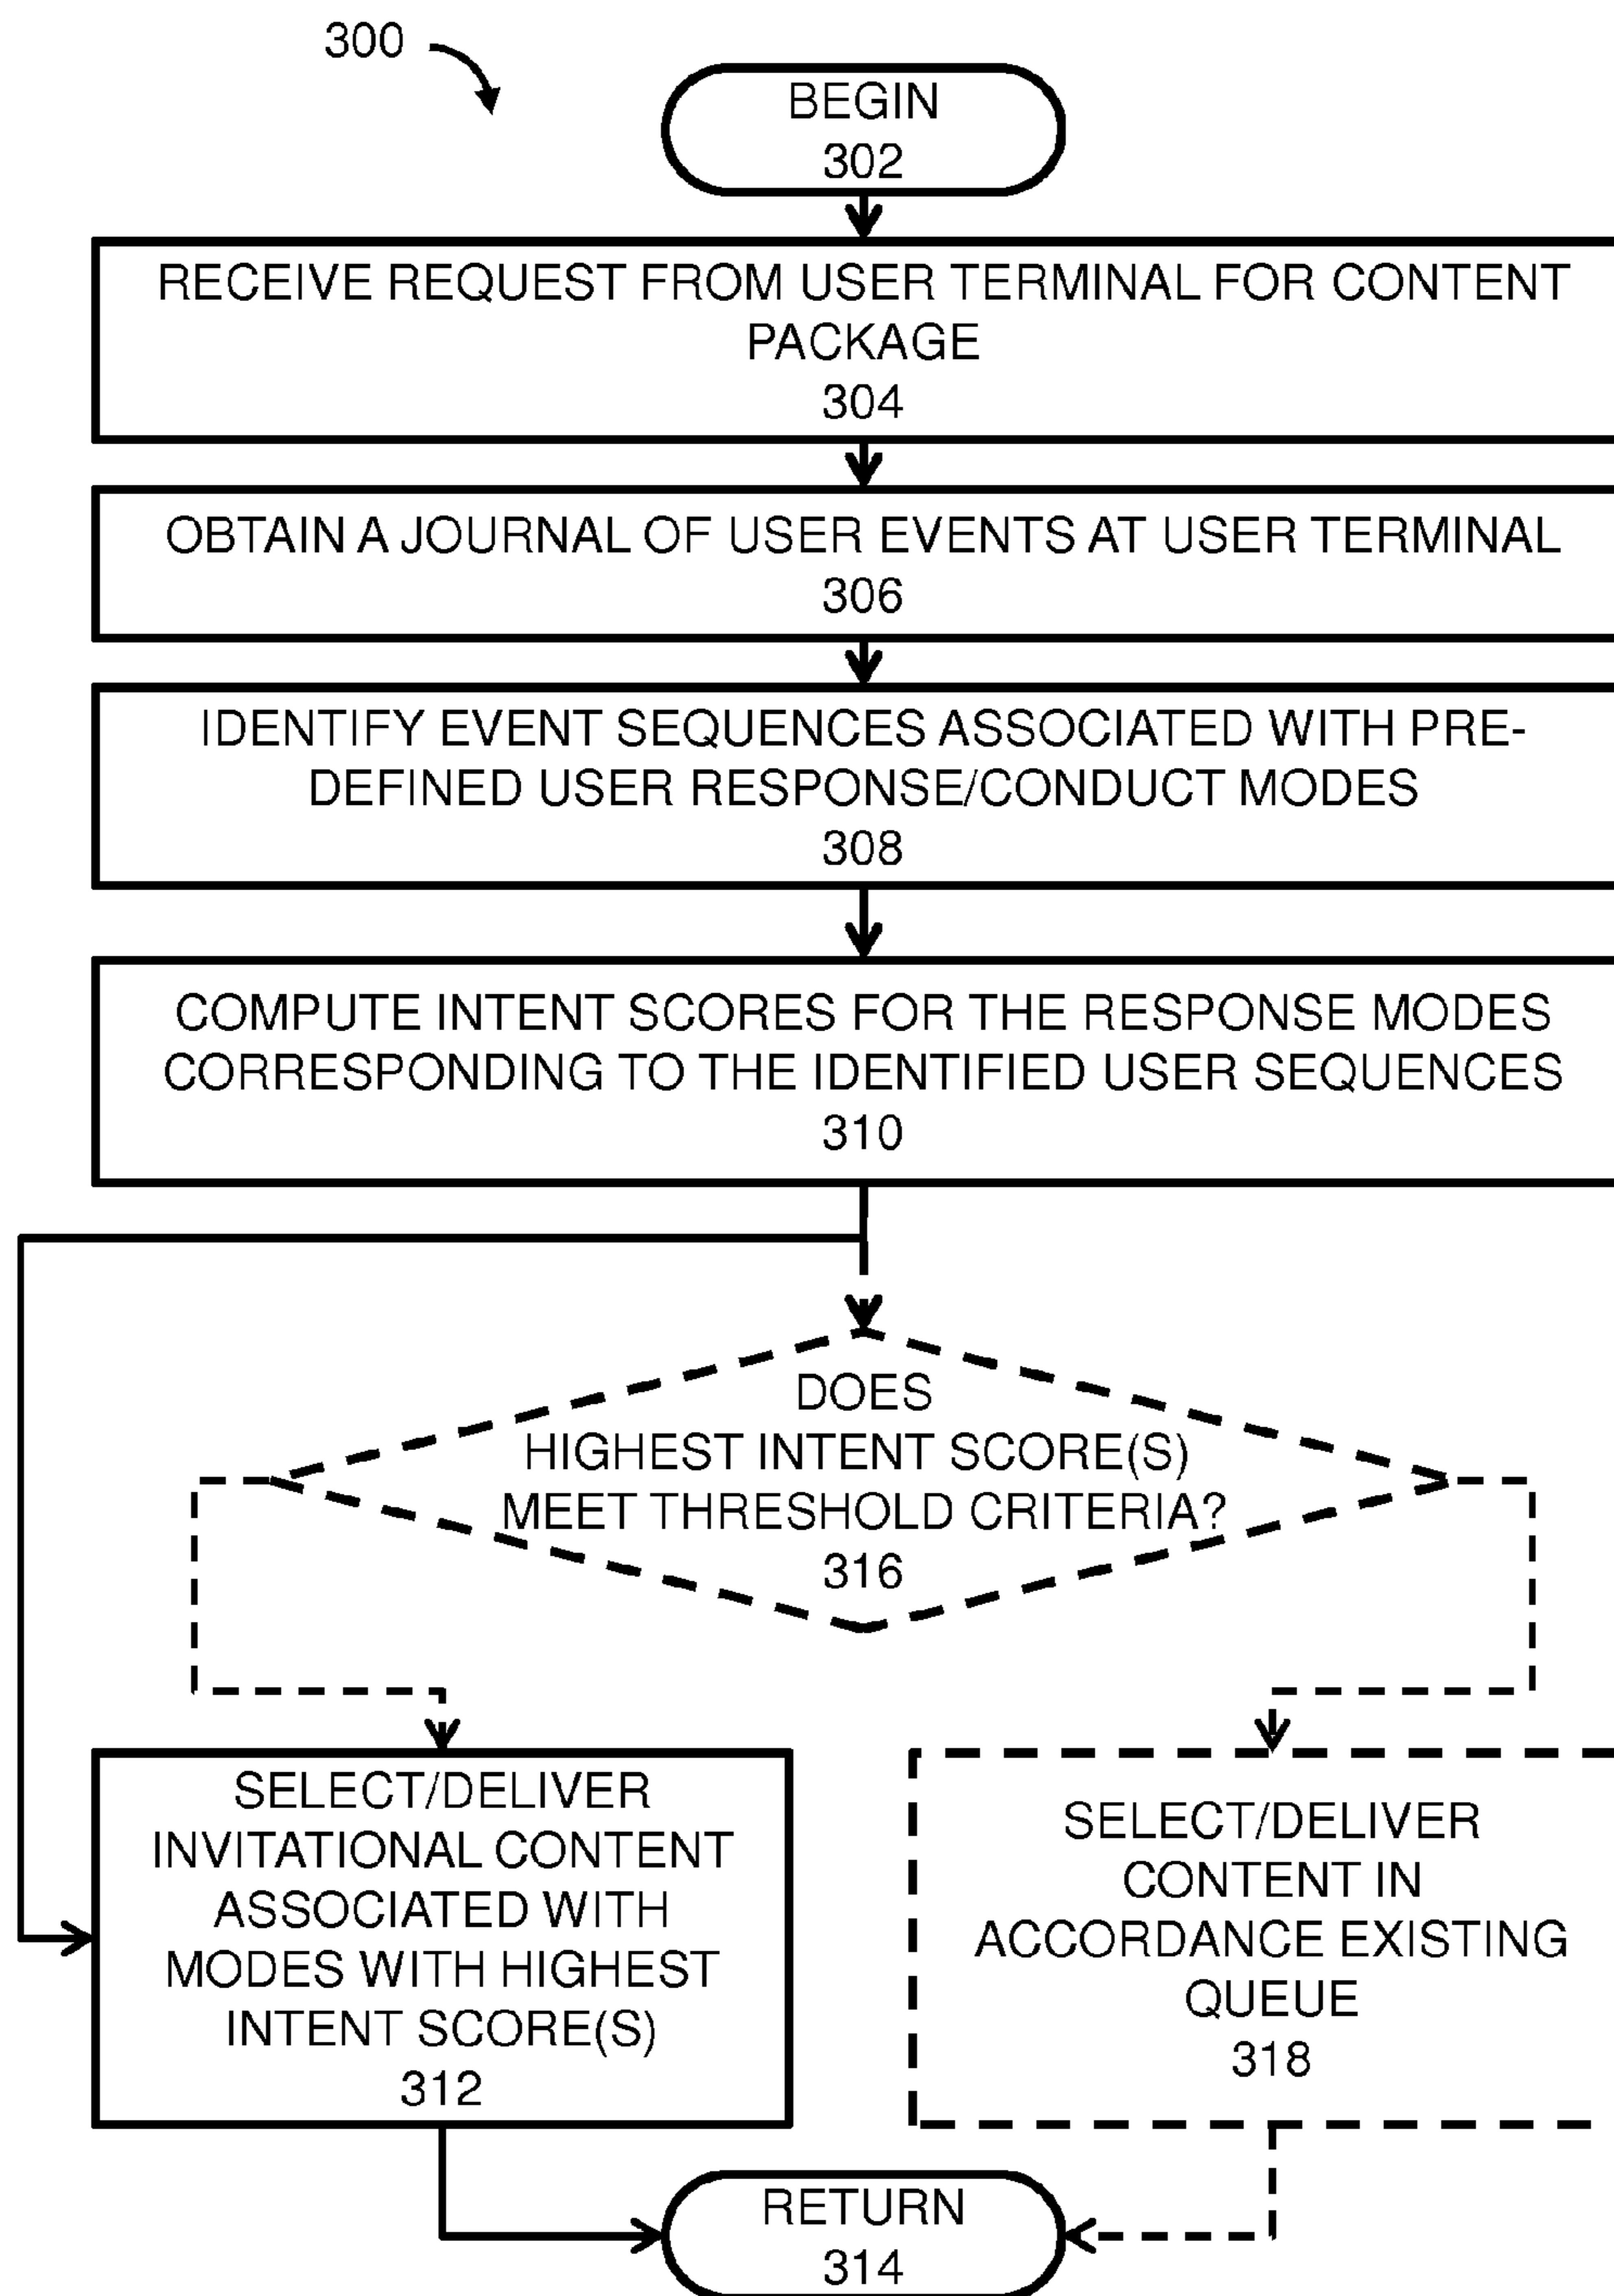 300
BEGIN
302
RECEIVE REQUEST FROM USER TERMINAL FOR CONTENT
PACKAGE
304
OBTAIN A JOURNAL OF USER EVENTS AT USER TERMINAL
306
IDENTIFY EVENT SEQUENCES ASSOCIATED WITH PRE-
DEFINED USER RESPONSE/CONDUCT MODES
308
COMPUTE INTENT SCORES FOR THE RESPONSE MODES
CORRESPONDING TO THE IDENTIFIED USER SEQUENCES
310
DOES
HIGHEST INTENT SCORE(S)
MEET THRESHOLD CRITERIA?
316
SELECT/DELIVER
INVITATIONAL CONTENT
ASSOCIATED WITH
MODES WITH HIGHEST
INTENT SCORE(S)
312
SELECT/DELIVER
CONTENT IN
ACCORDANCE EXISTING
QUEUE
318
RETURN
314